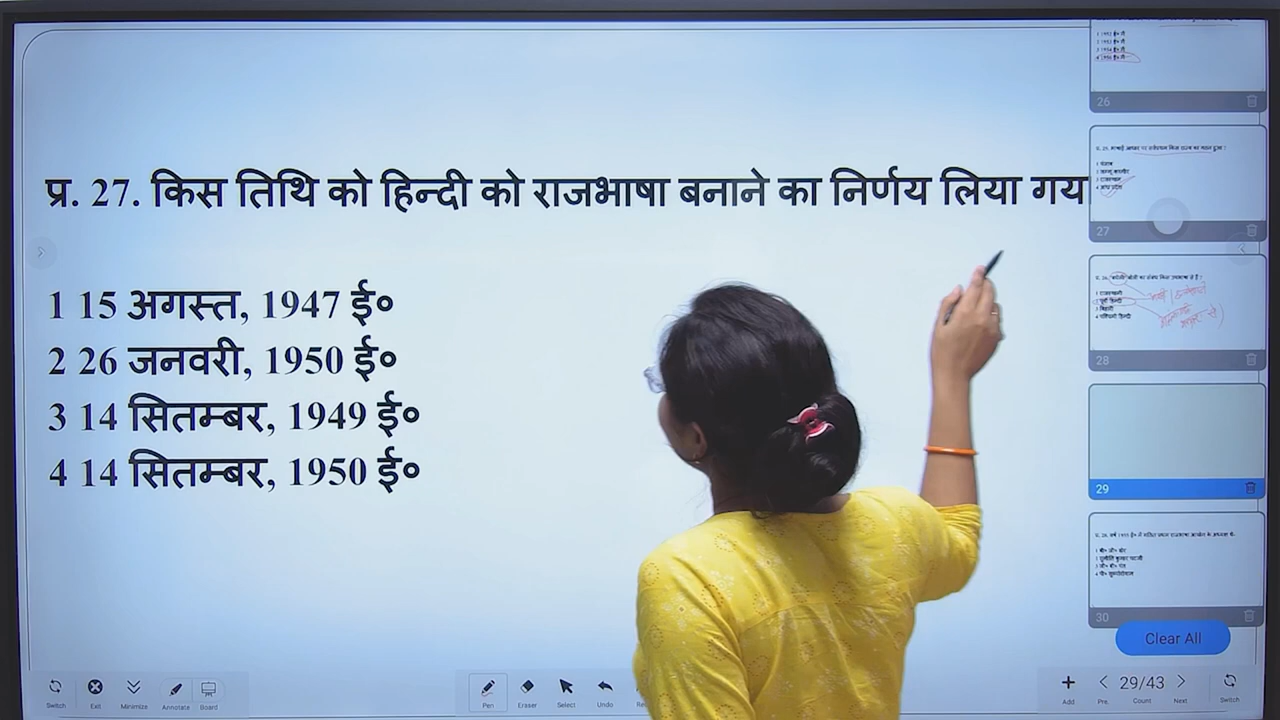 प्र. 27. किस तिथि को हिन्दी को राजभाषा बनाने का निर्णय लिया गय
1 15 अगस्त, 1947 ई०
2 26 जनवरी, 1950 ई०
3 14 सितम्बर, 1949 ई०
4 14 सितम्बर, 1950 ई०
26
27
28
29
30
Clear All
Switch
Exit
Minimize
Annotate
Board
Pen
Eraser
Select
Undo
Add
Pre.
29/43
Count
Next
Switch